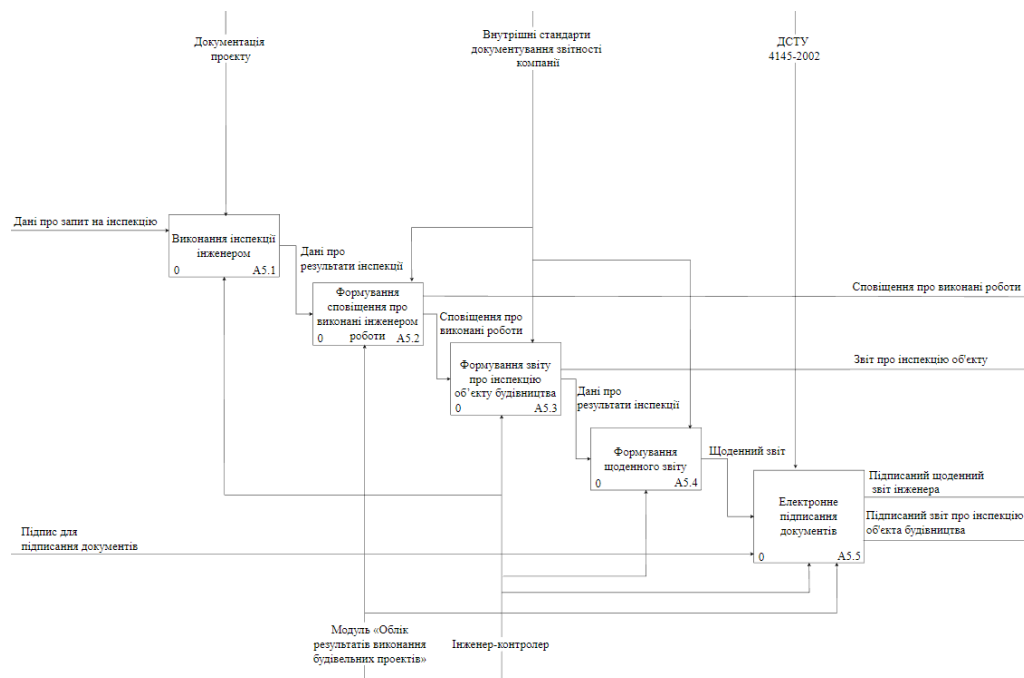 Документація
проєкту
Внутрішні стандарти
документування звітності
компанії
ДСТУ
4145-2002
Дані про запит на інспекцію
Виконання інспекції
інженером
0 A5.1
Дані про
результати інспекції
Формування
сповіщення про
виконані інженером
роботи
0 A5.2
Сповіщення про виконані роботи
Сповіщення про
виконані роботи
Формування звіту
про інспекцію
об’єкту будівництва
0 A5.3
Звіт про інспекцію об'єкту
Дані про
результати інспекції
Формування
щоденного звіту
0 A5.4
Щоденний звіт
Електронне
підписання
документів
0 A5.5
Підписаний щоденний
звіт інженера
Підписаний звіт про інспекцію
об'єкта будівництва
Підпис для
підписання документів
Модуль «Облік
результатів виконання
будівельних проектів»
Інженер-контролер